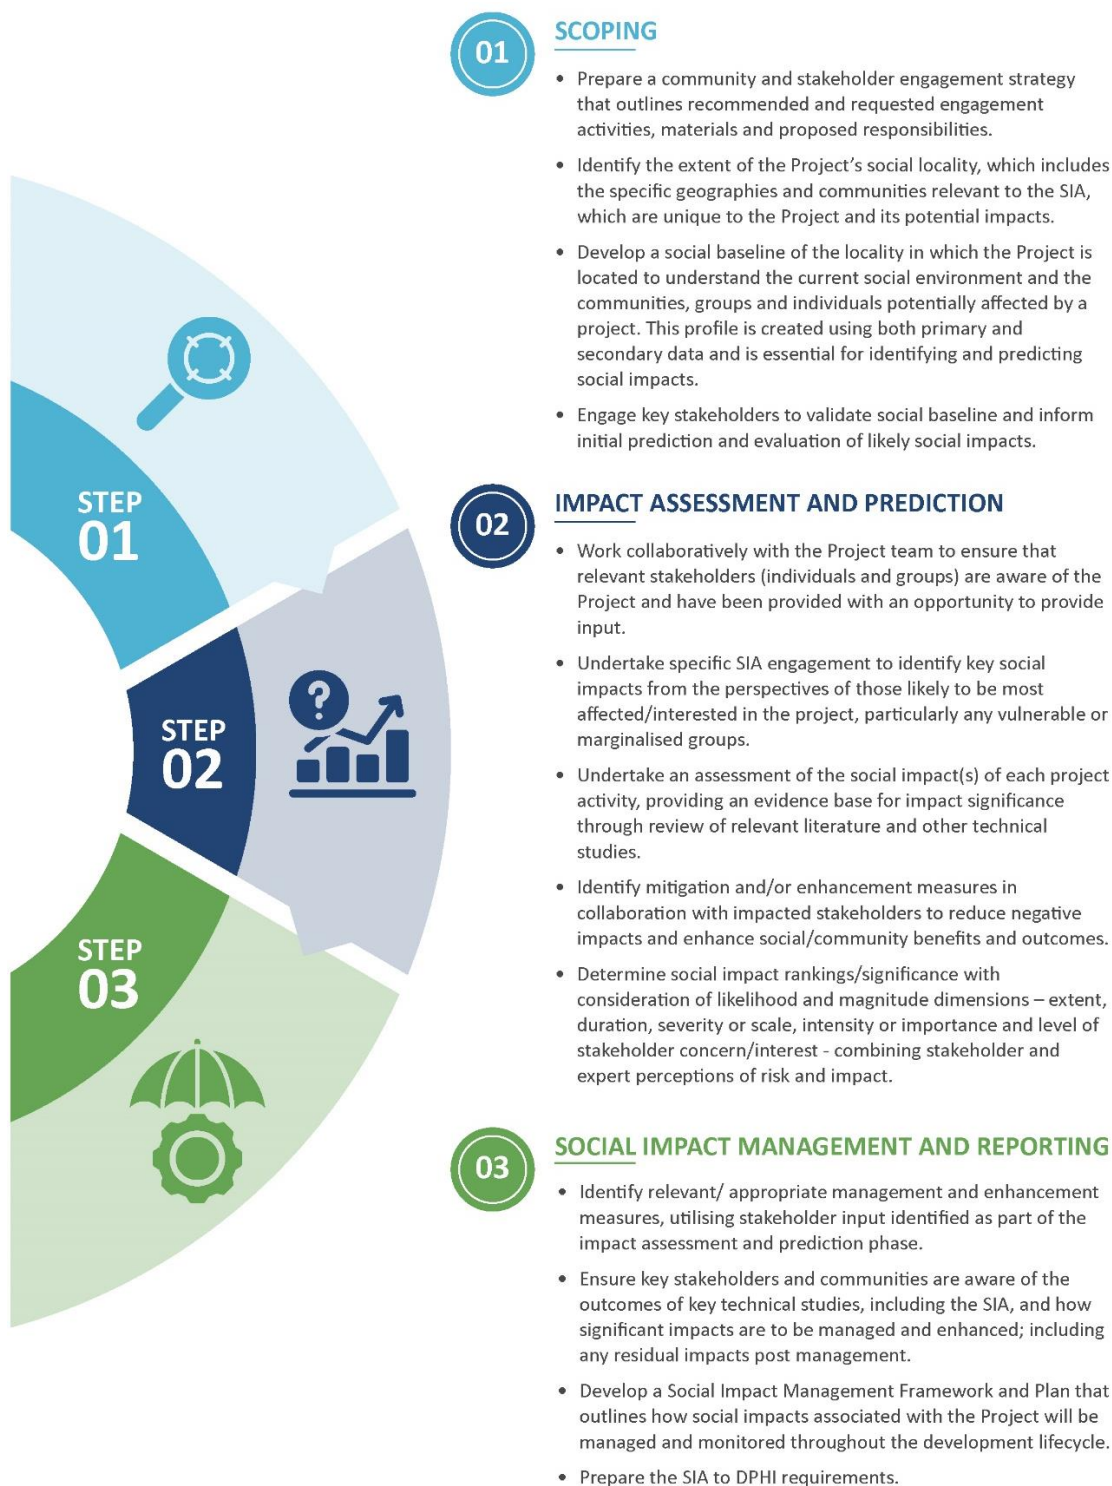 01
SCOPING
• Prepare a community and stakeholder engagement strategy
that outlines recommended and requested engagement
activities, materials and proposed responsibilities.
• Identify the extent of the Project’s social locality, which includes
the specific geographies and communities relevant to the SIA,
which are unique to the Project and its potential impacts.
• Develop a social baseline of the locality in which the Project is
located to understand the current social environment and the
communities, groups and individuals potentially affected by a
project. This profile is created using both primary and
secondary data and is essential for identifying and predicting
social impacts.
• Engage key stakeholders to validate social baseline and inform
initial prediction and evaluation of likely social impacts.
STEP
01
02
IMPACT ASSESSMENT AND PREDICTION
• Work collaboratively with the Project team to ensure that
relevant stakeholders (individuals and groups) are aware of the
Project and have been provided with an opportunity to provide
input.
• Undertake specific SIA engagement to identify key social
impacts from the perspectives of those likely to be most
affected/interested in the project, particularly any vulnerable or
marginalised groups.
• Undertake an assessment of the social impact(s) of each project
activity, providing an evidence base for impact significance
through review of relevant literature and other technical
studies.
• Identify mitigation and/or enhancement measures in
collaboration with impacted stakeholders to reduce negative
impacts and enhance social/community benefits and outcomes.
• Determine social impact rankings/significance with
consideration of likelihood and magnitude dimensions – extent,
duration, severity or scale, intensity or importance and level of
stakeholder concern/interest - combining stakeholder and
expert perceptions of risk and impact.
STEP
02
?
STEP
03
03
SOCIAL IMPACT MANAGEMENT AND REPORTING
• Identify relevant/ appropriate management and enhancement
measures, utilising stakeholder input identified as part of the
impact assessment and prediction phase.
• Ensure key stakeholders and communities are aware of the
outcomes of key technical studies, including the SIA, and how
significant impacts are to be managed and enhanced; including
any residual impacts post management.
• Develop a Social Impact Management Framework and Plan that
outlines how social impacts associated with the Project will be
managed and monitored throughout the development lifecycle.
• Prepare the SIA to DPHI requirements.